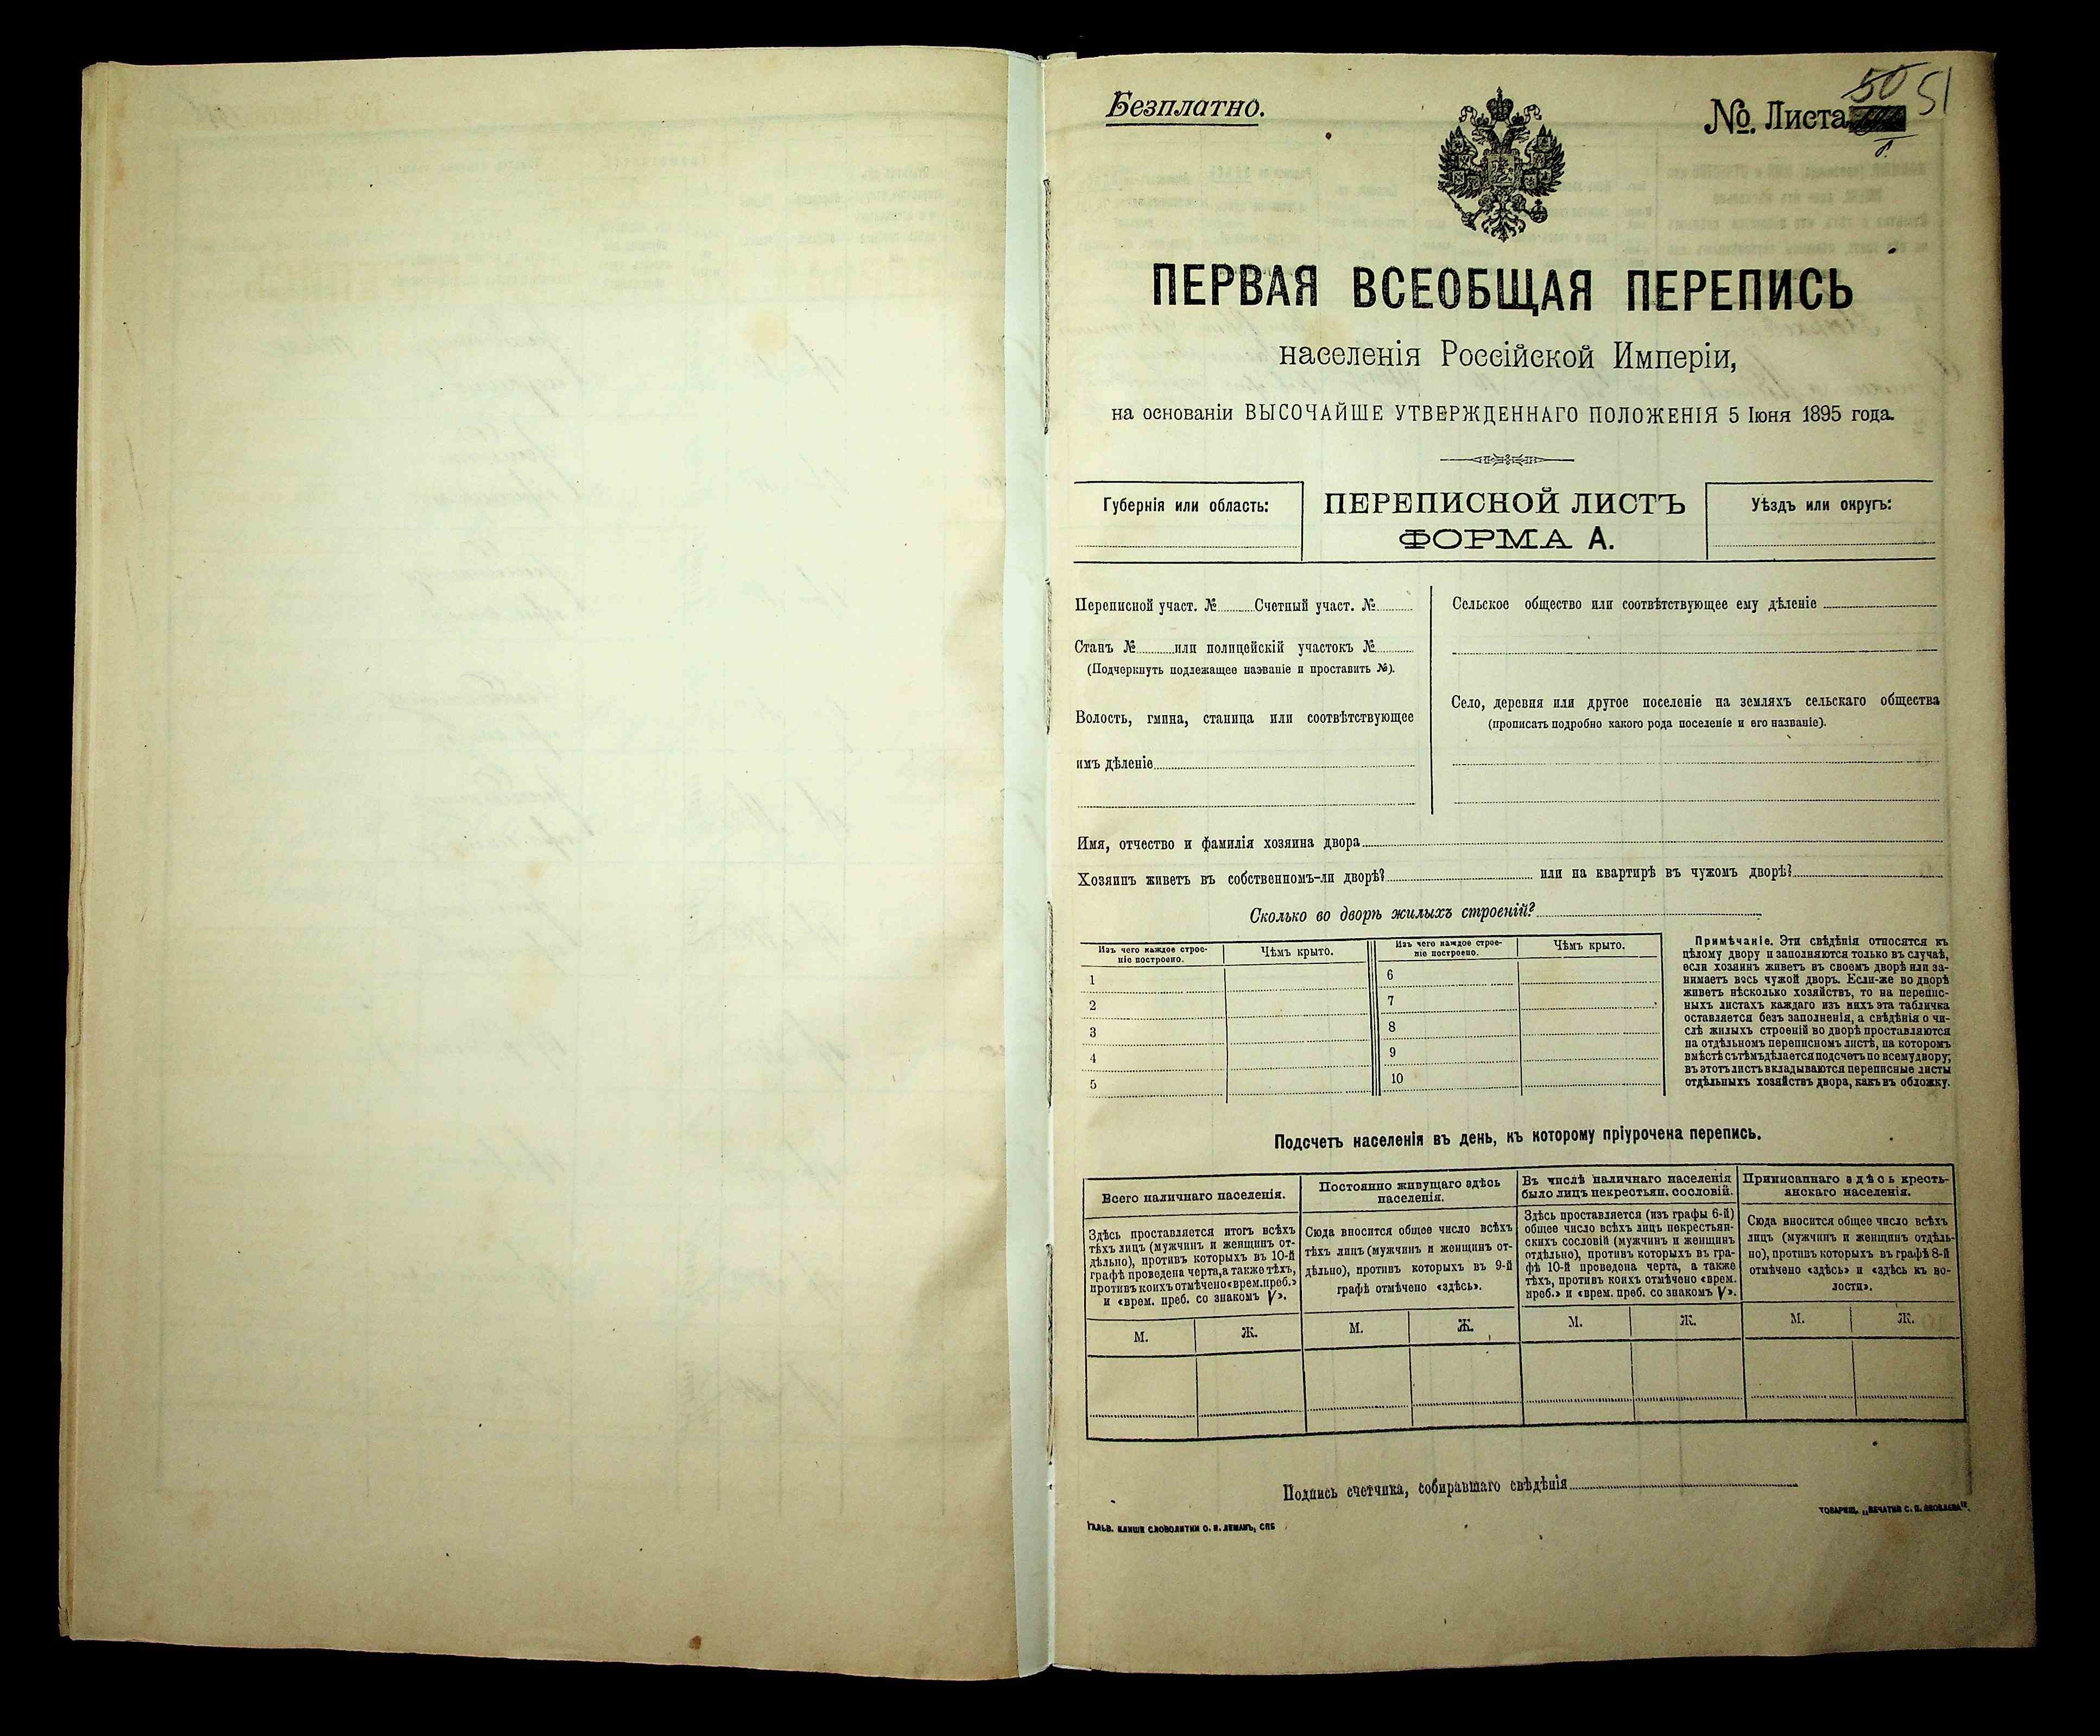 Безплатно.
№. Листа
50
51
ПЕРВАЯ ВСЕОБЩАЯ ПЕРЕПИСЬ
населенія Россійской Имперіи,
на основаніи ВЫСОЧАЙШЕ УТВЕРЖДЕННАГО ПОЛОЖЕНІЯ 5 Іюня 1895 года.
Губернія или область:
ПЕРЕПИСНОЙ ЛИСТЪ
ФОРМА А.
Уѣздъ или округъ:
Переписной участ. № Счетный участ. №
Станъ № или полицейскій участокъ №
(Подчеркнуть подлежащее названіе и проставить №).
Волость, гмина, станица или соотвѣтствующее
имъ дѣленіе
Сельское общество или соотвѣтствующее ему дѣленіе
Село, деревня или другое поселеніе на земляхъ сельскаго общества
(прописать подробно какого рода поселеніе и его названіе).
Имя, отчество и фамилія хозяина двора
Хозяинъ живетъ въ собственномъ-ли дворѣ? или на квартирѣ въ чужомъ дворѣ?
Сколько во дворѣ жилыхъ строеній?
Изъ чего каждое строе-
ніе построено.
Чѣмъ крыто.
Изъ чего каждое строе-
ніе построено.
Чѣмъ крыто.
1
2
3
4
5
6
7
8
9
10
Примѣчаніе. Эти свѣдѣнія относятся къ
цѣлому двору и заполняются только въ случаѣ,
если хозяинъ живетъ въ своемъ дворѣ или за-
нимаетъ весь чужой дворъ. Если-же во дворѣ
живетъ нѣсколько хозяйствъ, то на перепис-
ныхъ листахъ каждаго изъ нихъ эта табличка
оставляется безъ заполненія, а свѣдѣнія о чи-
слѣ жилыхъ строеній во дворѣ проставляются
на отдѣльномъ переписномъ листѣ, на которомъ
вмѣстѣ съ тѣмъ дѣлается подсчетъ по всему двору;
въ этотъ листъ вкладываются переписные листы
отдѣльныхъ хозяйствъ двора, какъ въ обложку.
Подсчетъ населенія въ день, къ которому пріурочена перепись.
Всего наличнаго населенія.
Здѣсь проставляется итогъ всѣхъ
тѣхъ лицъ (мужчинъ и женщинъ от-
дѣльно), противъ которыхъ въ 10-й
графѣ проведена черта, а также тѣхъ,
противъ коихъ отмѣчено «врем. преб.»
и «врем. преб. со знакомъ V».
Постоянно живущаго здѣсь
населенія.
Сюда вносится общее число всѣхъ
тѣхъ лицъ (мужчинъ и женщинъ от-
дѣльно), противъ которыхъ въ 9-й
графѣ отмѣчено «здѣсь».
Въ числѣ наличнаго населенія
было лицъ некрестьян. сословій.
Здѣсь проставляется (изъ графы 6-й)
общее число всѣхъ лицъ некрестьян-
скихъ сословій (мужчинъ и женщинъ
отдѣльно), противъ которыхъ въ гра-
фѣ 10-й проведена черта, а также
тѣхъ, противъ коихъ отмѣчено «врем.
преб.» и «врем. преб. со знакомъ V».
Приписаннаго здѣсь кресть-
янскаго населенія.
Сюда вносится общее число всѣхъ
лицъ (мужчинъ и женщинъ отдѣль-
но), противъ которыхъ въ графѣ 8-й
отмѣчено «здѣсь» и «здѣсь къ во-
лости».
М. Ж. М. Ж. М. Ж. М. Ж.
Подпись счетчика, собиравшаго свѣдѣнія
ГАЛЬВ. КЛИШЕ СЛОВОЛИТНИ О. И. ЛЕМАНЪ, СПБ
ТОВАРИЩ. „ПЕЧАТНЯ С. П. ЯКОВЛЕВА".